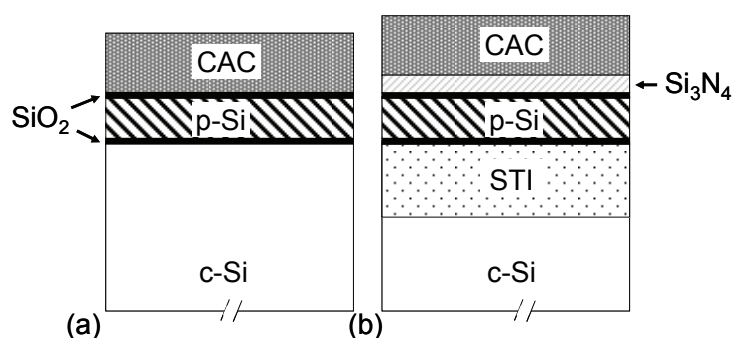 CAC
SiO2
p-Si
c-Si
(a)
CAC
Si3N4
p-Si
STI
c-Si
(b)